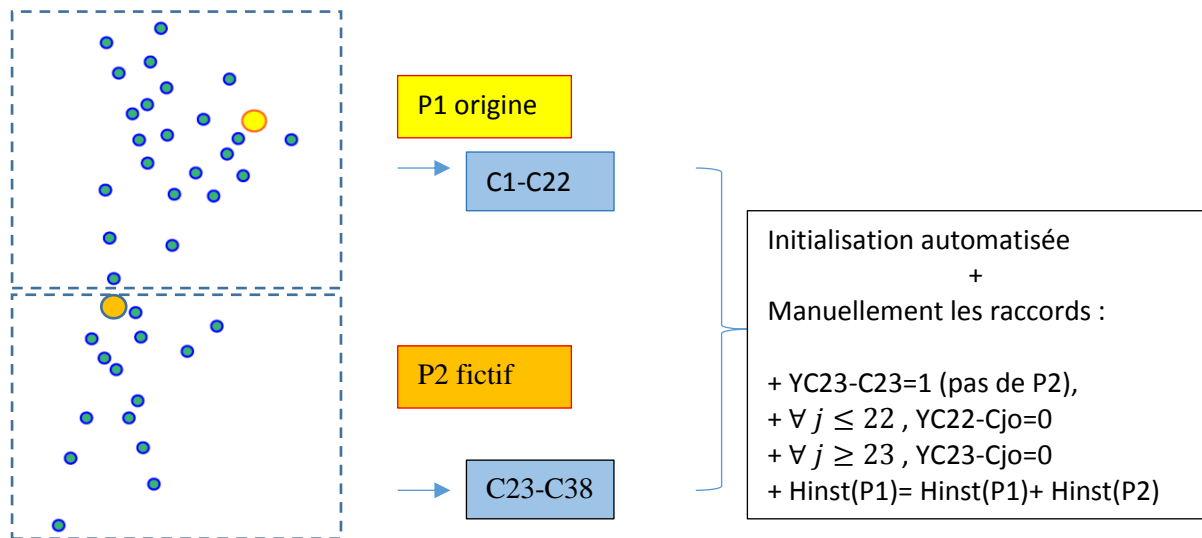 P1 origine
C1-C22
P2 fictif
C23-C38
Initialisation automatisée
+
Manuellement les raccords :
+ YC23-C23=1 (pas de P2),
+ ∀ j ≤ 22 , YC22-Cjo=0
+ ∀ j ≥ 23 , YC23-Cjo=0
+ Hinst(P1)= Hinst(P1)+ Hinst(P2)